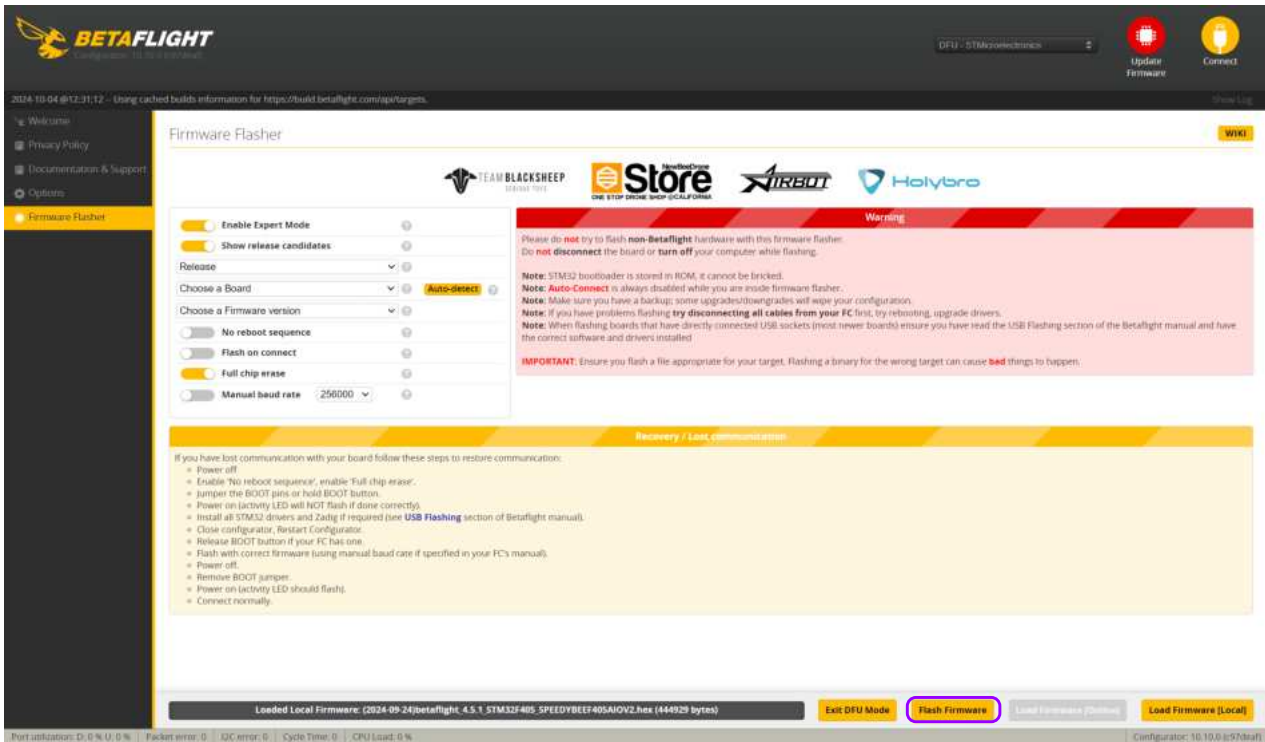 BETAFLIGHT
DFU - STMicroelectronics
Update
Firmware
Connect
2024-10-04 @12:31:12 -- Using cached builds information for https://build.betaflight.com/api/targets.
Show Log
Welcome
Privacy Policy
Documentation & Support
Options
Firmware Flasher
Firmware Flasher
WIKI
TEAM BLACKSHEEP
SERIOUS TOYS
NewBeeDrone
Store
ONE STOP DRONE SHOP @CALIFORNIA
AIRBOT
Holybro
Enable Expert Mode
Show release candidates
Release
Choose a Board
Auto-detect
Choose a Firmware version
No reboot sequence
Flash on connect
Full chip erase
Manual baud rate 256000
Warning
Please do not try to flash non-Betaflight hardware with this firmware flasher.
Do not disconnect the board or turn off your computer while flashing.
Note: STM32 bootloader is stored in ROM, it cannot be bricked.
Note: Auto-Connect is always disabled while you are inside firmware flasher.
Note: Make sure you have a backup; some upgrades/downgrades will wipe your configuration.
Note: If you have problems flashing try disconnecting all cables from your FC first, try rebooting, upgrade drivers.
Note: When flashing boards that have directly connected USB sockets (most newer boards) ensure you have read the USB Flashing section of the Betaflight manual and have
the correct software and drivers installed
IMPORTANT: Ensure you flash a file appropriate for your target. Flashing a binary for the wrong target can cause bad things to happen.
Recovery / Lost communication
If you have lost communication with your board follow these steps to restore communication:
Power off
Enable 'No reboot sequence', enable 'Full chip erase'.
Jumper the BOOT pins or hold BOOT button.
Power on (activity LED will NOT flash if done correctly).
Install all STM32 drivers and Zadig if required (see USB Flashing section of Betaflight manual).
Close configurator, Restart Configurator.
Release BOOT button if your FC has one.
Flash with correct firmware (using manual baud rate if specified in your FC's manual).
Power off.
Remove BOOT jumper.
Power on (activity LED should flash).
Connect normally.
Loaded Local Firmware: (2024-09-24)betaflight_4.5.1_STM32F405_SPEEDYBEEF405AIOV2.hex (444929 bytes)
Exit DFU Mode
Flash Firmware
Load Firmware [Online]
Load Firmware [Local]
Port utilization: D: 0 % U: 0 %
Packet error: 0
I2C error: 0
Cycle Time: 0
CPU Load: 0 %
Configurator: 10.10.0 (c97deaf)